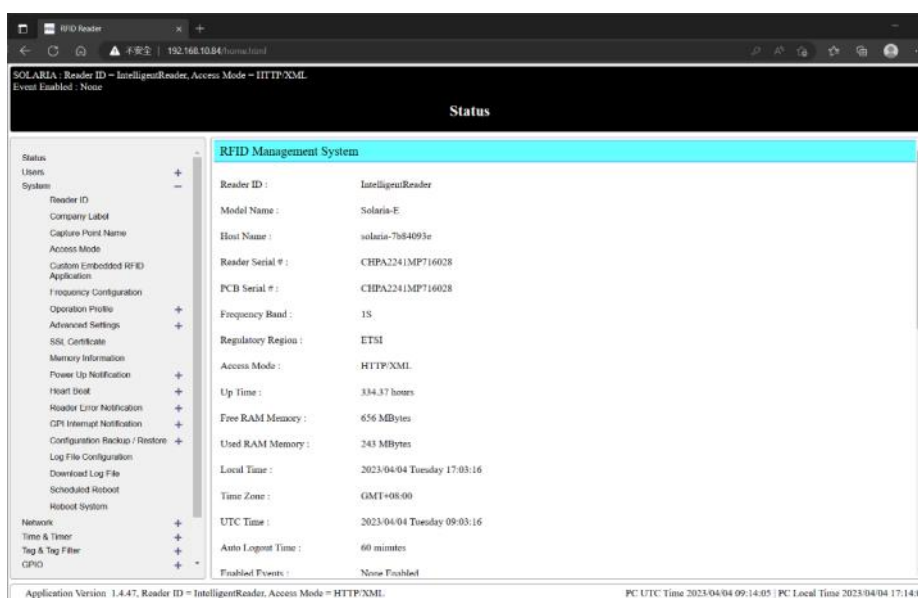 RFID Reader
不安全 | 192.168.10.84/home.html
SOLARIA : Reader ID = IntelligentReader, Access Mode = HTTP/XML
Event Enabled : None
Status
Status
Users
System
Reader ID
Company Label
Capture Point Name
Access Mode
Custom Embedded RFID
Application
Frequency Configuration
Operation Profile
Advanced Settings
SSL Certificate
Memory Information
Power Up Notification
Heart Beat
Reader Error Notification
GPI Interrupt Notification
Configuration Backup / Restore
Log File Configuration
Download Log File
Scheduled Reboot
Reboot System
Network
Time & Timer
Tag & Tag Filter
GPIO
RFID Management System
Reader ID : IntelligentReader
Model Name : Solaria-E
Host Name : solaria-7b84093e
Reader Serial # : CHPA2241MP716028
PCB Serial # : CHPA2241MP716028
Frequency Band : 1S
Regulatory Region : ETSI
Access Mode : HTTP/XML
Up Time : 334.37 hours
Free RAM Memory : 656 MBytes
Used RAM Memory : 243 MBytes
Local Time : 2023/04/04 Tuesday 17:03:16
Time Zone : GMT+08:00
UTC Time : 2023/04/04 Tuesday 09:03:16
Auto Logout Time : 60 minutes
Enabled Events : None Enabled
Application Version 1.4.47, Reader ID = IntelligentReader, Access Mode = HTTP/XML
PC UTC Time 2023/04/04 09:14:05 | PC Local Time 2023/04/04 17:14: